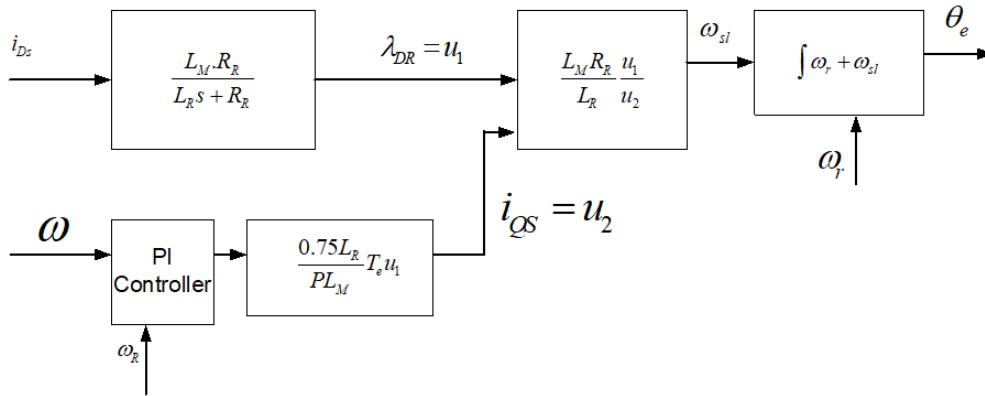 i_{Ds}
\frac{L_M . R_R}{L_R s + R_R}
λ_{DR} = u_1
\frac{L_M R_R}{L_R} \frac{u_1}{u_2}
ω_{sl}
∫ ω_r + ω_{sl}
θ_e
ω_r
i_{QS} = u_2
ω
PI
Controller
\frac{0.75 L_R}{P L_M} T_e u_1
ω_R